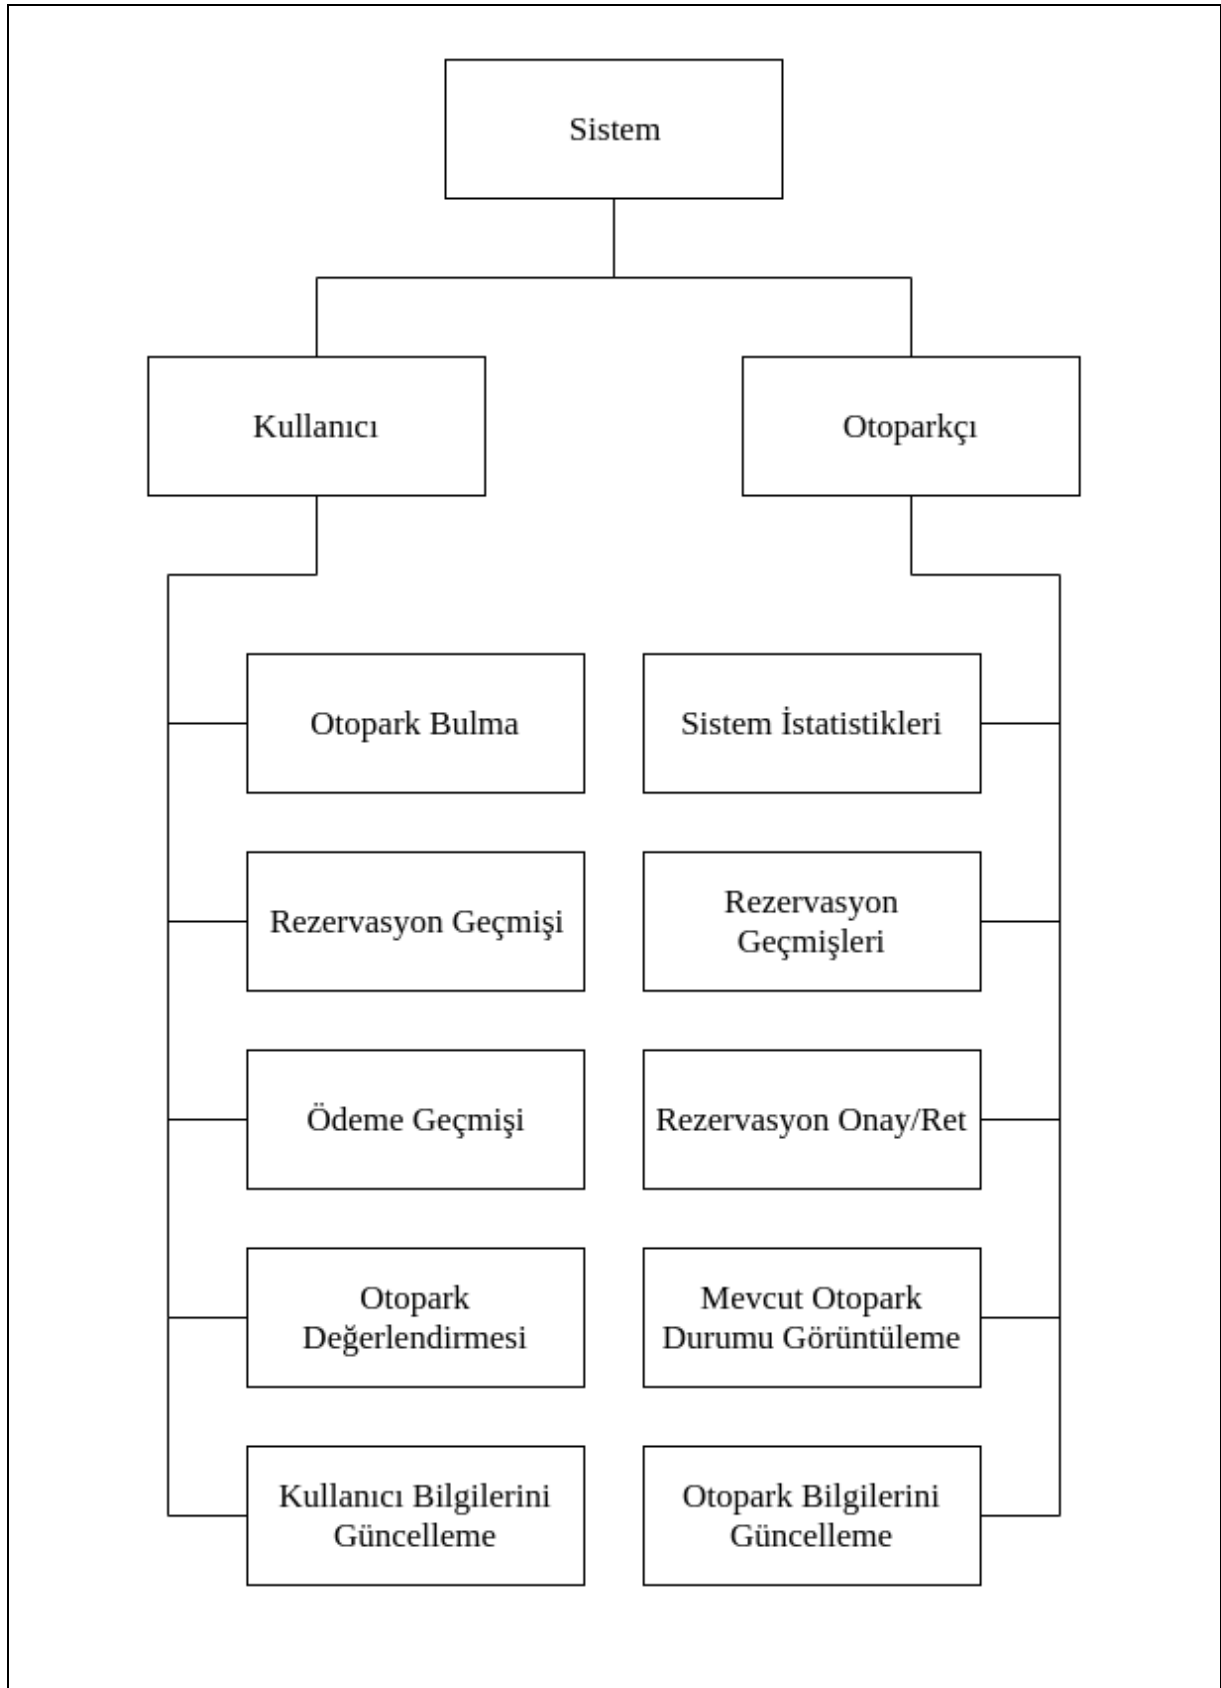 Sistem
Kullanıcı
Otoparkçı
Otopark Bulma
Sistem İstatistikleri
Rezervasyon Geçmişi
Rezervasyon
Geçmişleri
Ödeme Geçmişi
Rezervasyon Onay/Ret
Otopark
Değerlendirmesi
Mevcut Otopark
Durumu Görüntüleme
Kullanıcı Bilgilerini
Güncelleme
Otopark Bilgilerini
Güncelleme